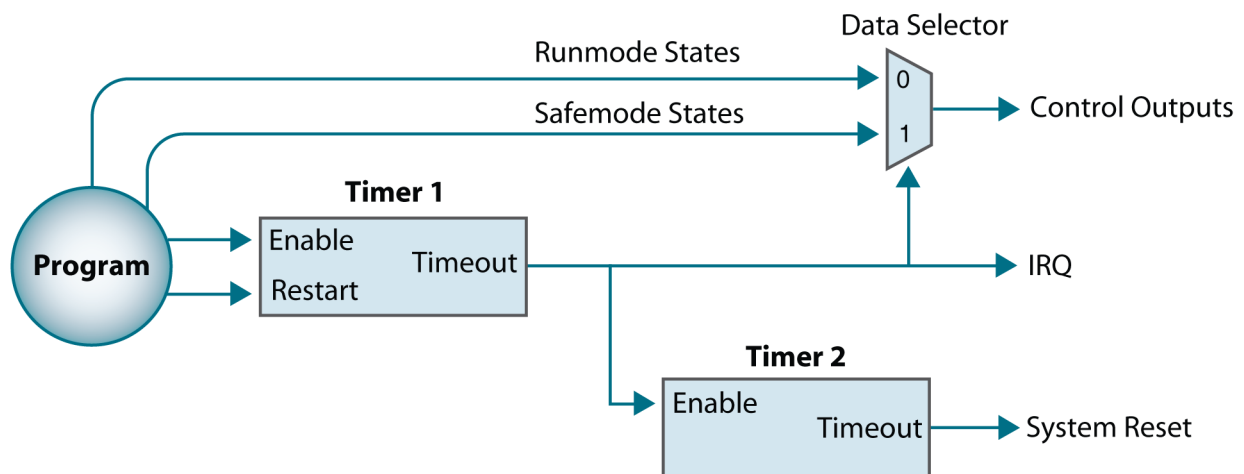 Data Selector
Runmode States
0
Control Outputs
Safemode States
1
Timer 1
Program
Enable
Timeout
Restart
IRQ
Timer 2
Enable
Timeout
System Reset